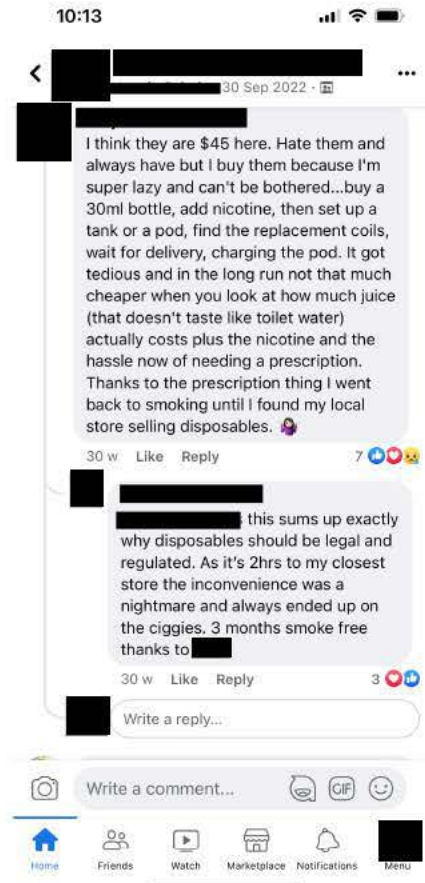 10:13
30 Sep 2022 ·
I think they are $45 here. Hate them and
always have but I buy them because I'm
super lazy and can't be bothered...buy a
30ml bottle, add nicotine, then set up a
tank or a pod, find the replacement coils,
wait for delivery, charging the pod. It got
tedious and in the long run not that much
cheaper when you look at how much juice
(that doesn't taste like toilet water)
actually costs plus the nicotine and the
hassle now of needing a prescription.
Thanks to the prescription thing I went
back to smoking until I found my local
store selling disposables.
30 w Like Reply 7
this sums up exactly
why disposables should be legal and
regulated. As it's 2hrs to my closest
store the inconvenience was a
nightmare and always ended up on
the ciggies. 3 months smoke free
thanks to
30 w Like Reply 3
Write a reply...
Write a comment...
GIF
Home Friends Watch Marketplace Notifications Menu